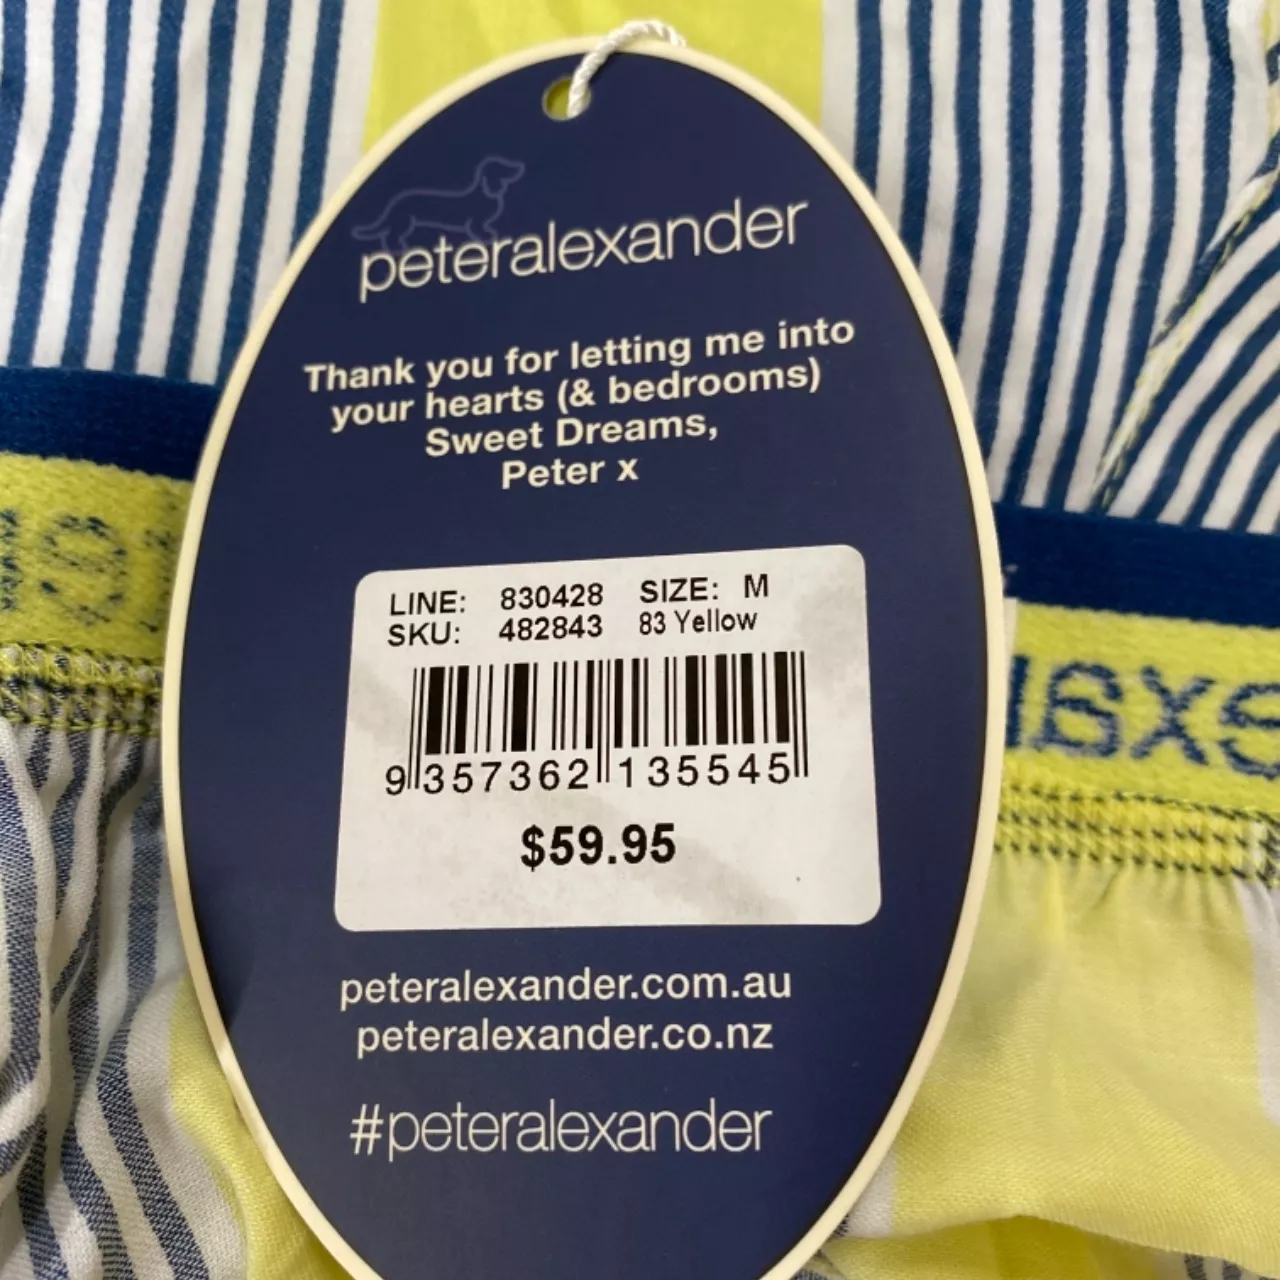 peteralexander
Thank you for letting me into
your hearts (& bedrooms)
Sweet Dreams,
Peter x
LINE: 830428 SIZE: M
SKU: 482843 83 Yellow
9 357362 135545
$59.95
peteralexander.com.au
peteralexander.co.nz
#peteralexander